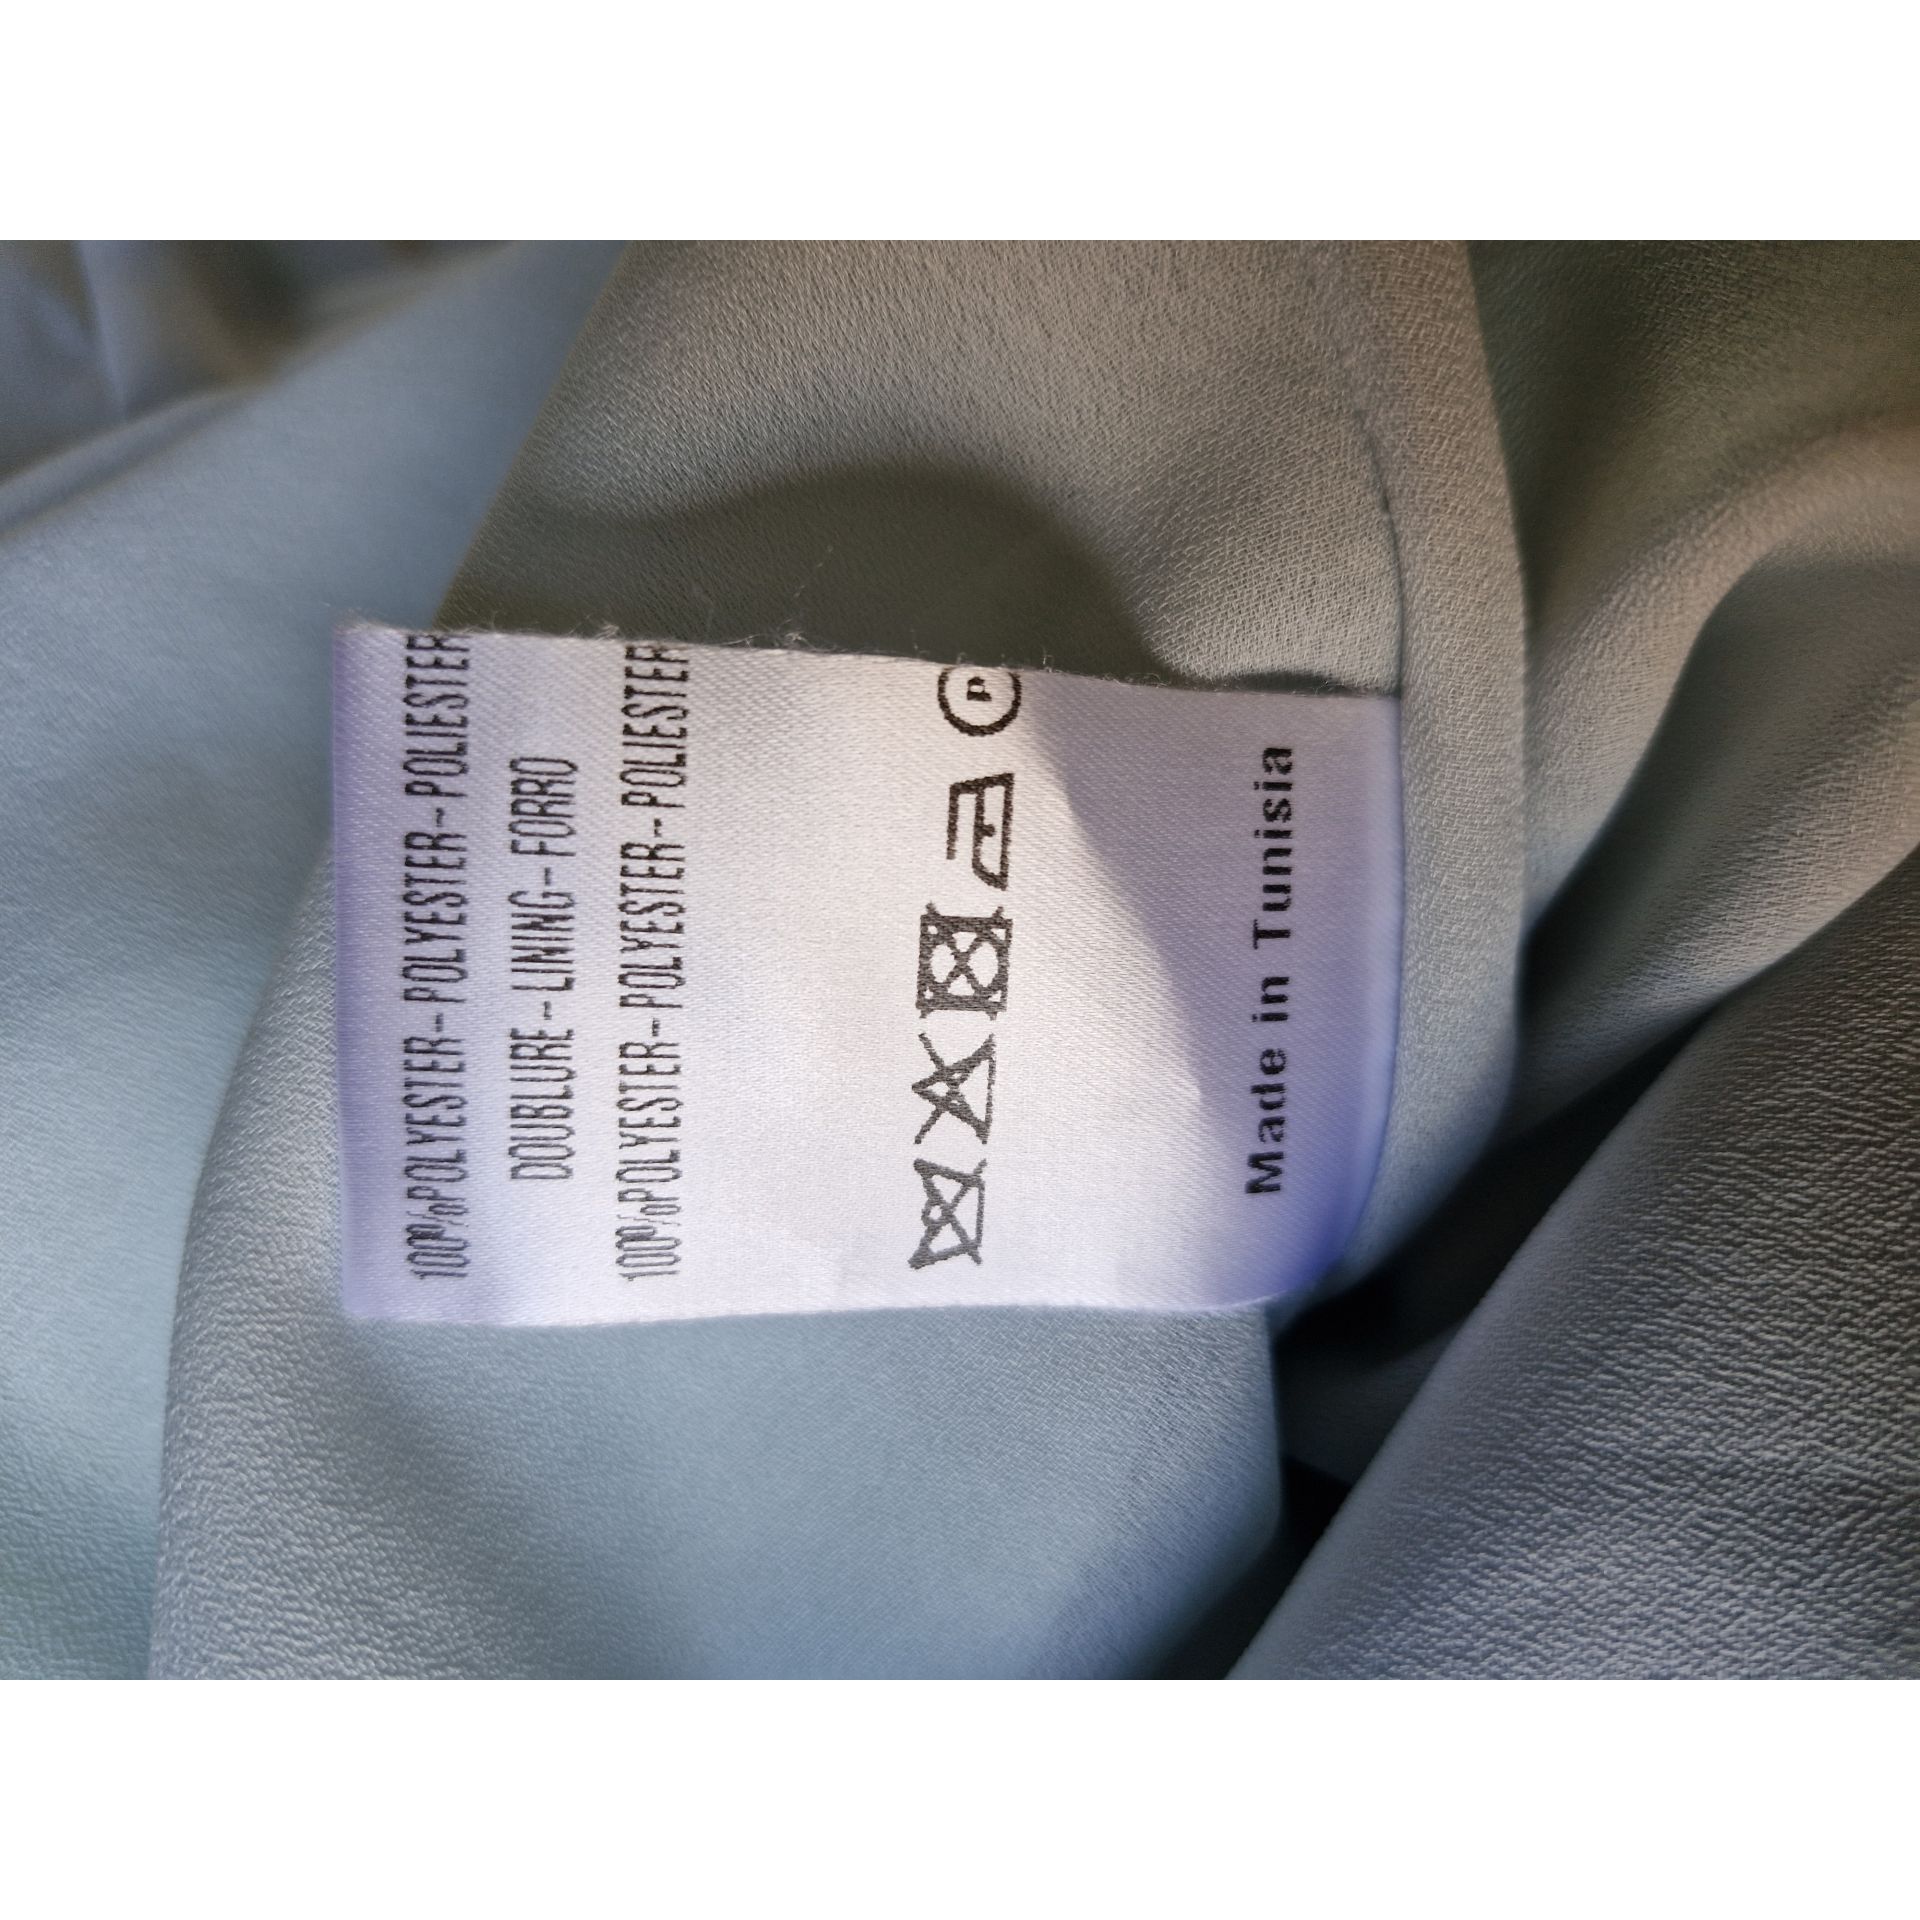 100%POLYESTER-POLYESTER-POLIESTER
DOUBLURE-LINING-FORRO
100%POLYESTER-POLYESTER-POLIESTER
P
Made in Tunisia